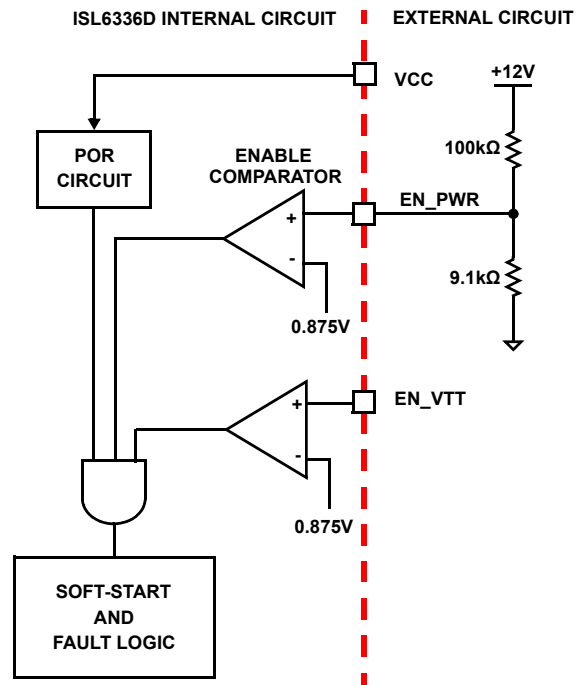 ISL6336D INTERNAL CIRCUIT
EXTERNAL CIRCUIT
VCC
+12V
POR
CIRCUIT
ENABLE
COMPARATOR
100kΩ
EN_PWR
+
-
9.1kΩ
0.875V
EN_VTT
+
-
0.875V
SOFT-START
AND
FAULT LOGIC